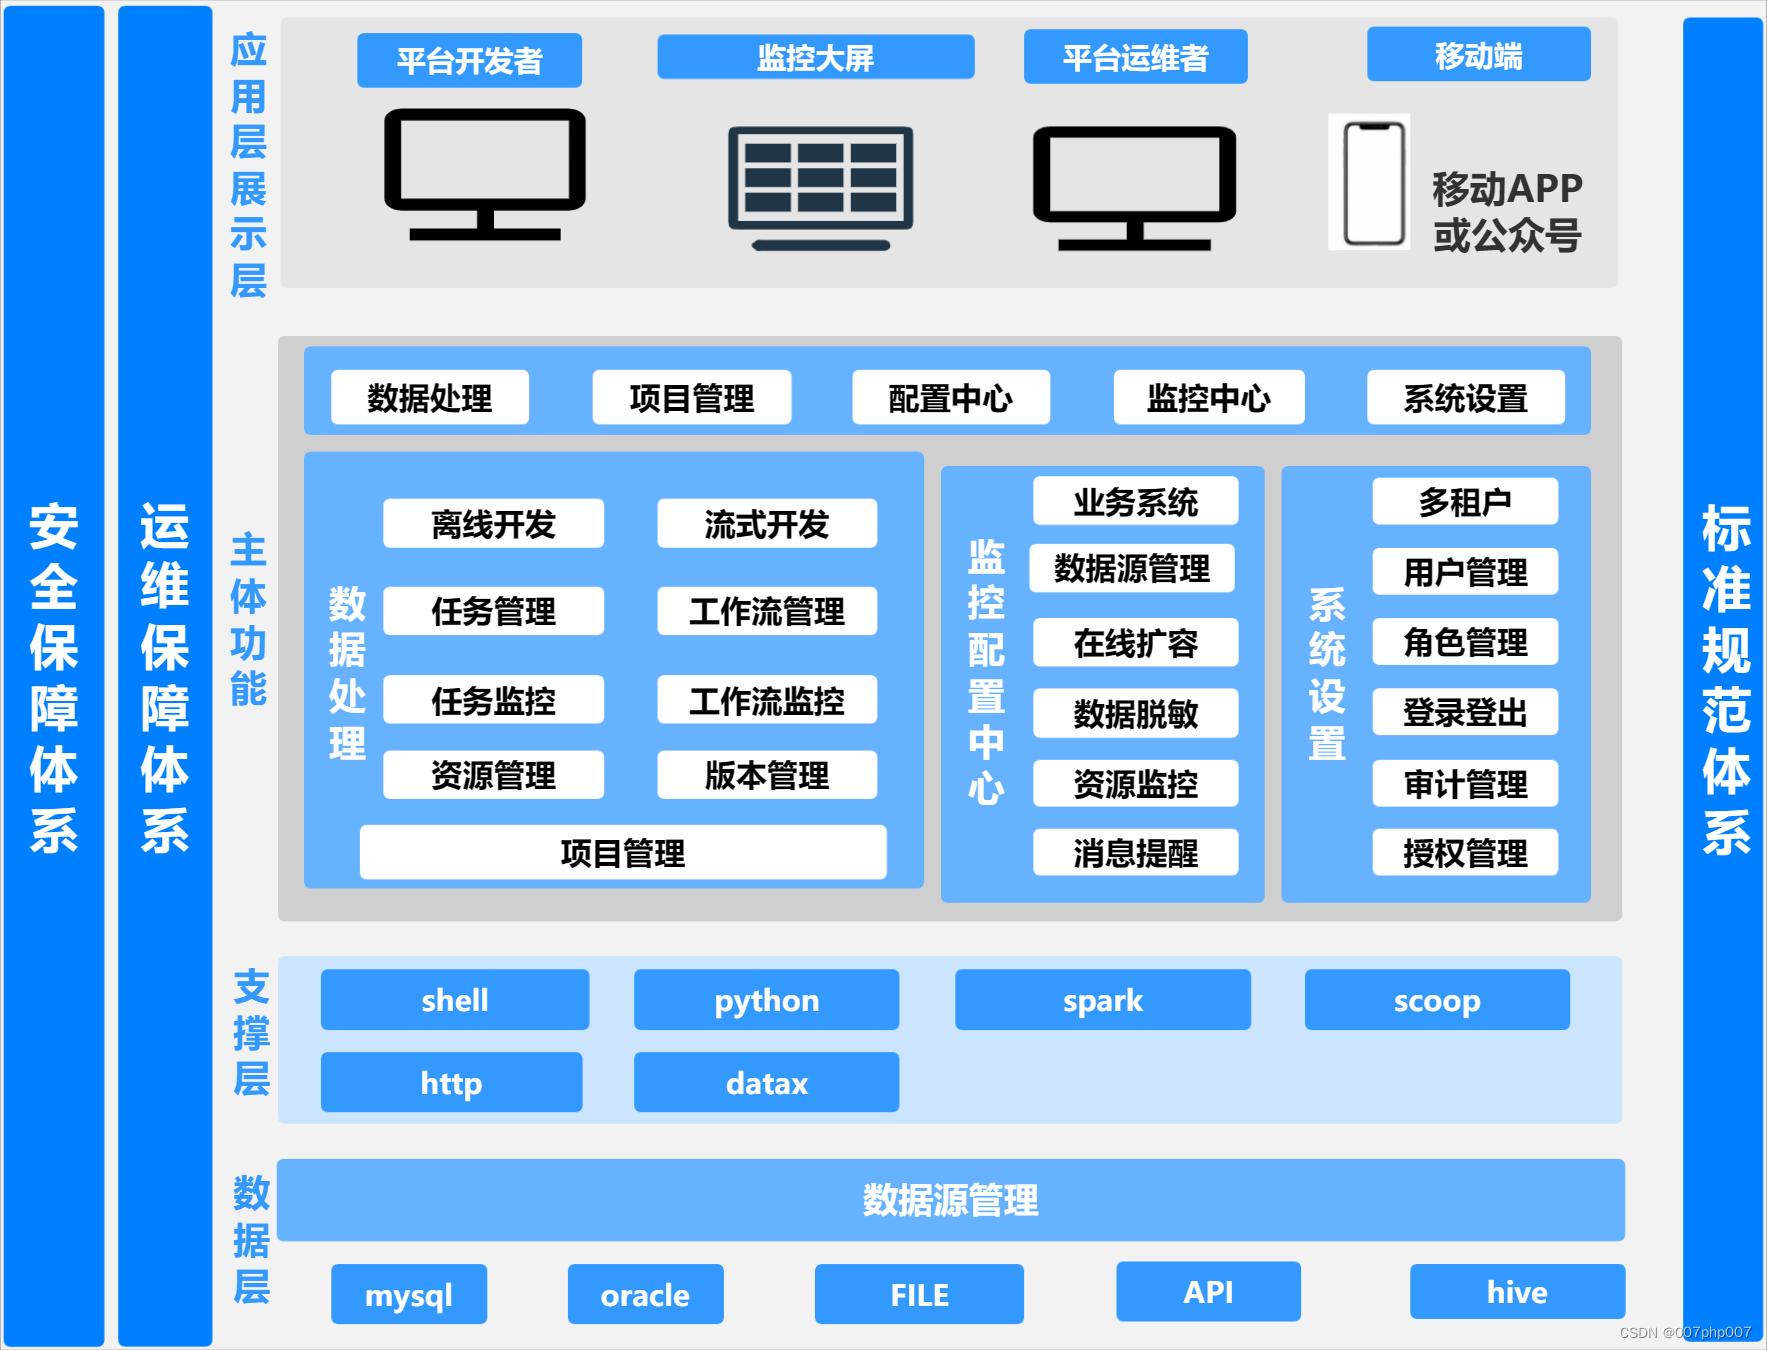 安全保障体系
运维保障体系
应用层展示层
平台开发者
监控大屏
平台运维者
移动端
移动APP
或公众号
主体功能
数据处理
项目管理
配置中心
监控中心
系统设置
数据处理
离线开发
流式开发
任务管理
工作流管理
任务监控
工作流监控
资源管理
版本管理
项目管理
监控配置中心
业务系统
数据源管理
在线扩容
数据脱敏
资源监控
消息提醒
系统设置
多租户
用户管理
角色管理
登录登出
审计管理
授权管理
支撑层
shell
python
spark
scoop
http
datax
数据层
数据源管理
mysql
oracle
FILE
API
hive
标准规范体系
CSDN @007php007